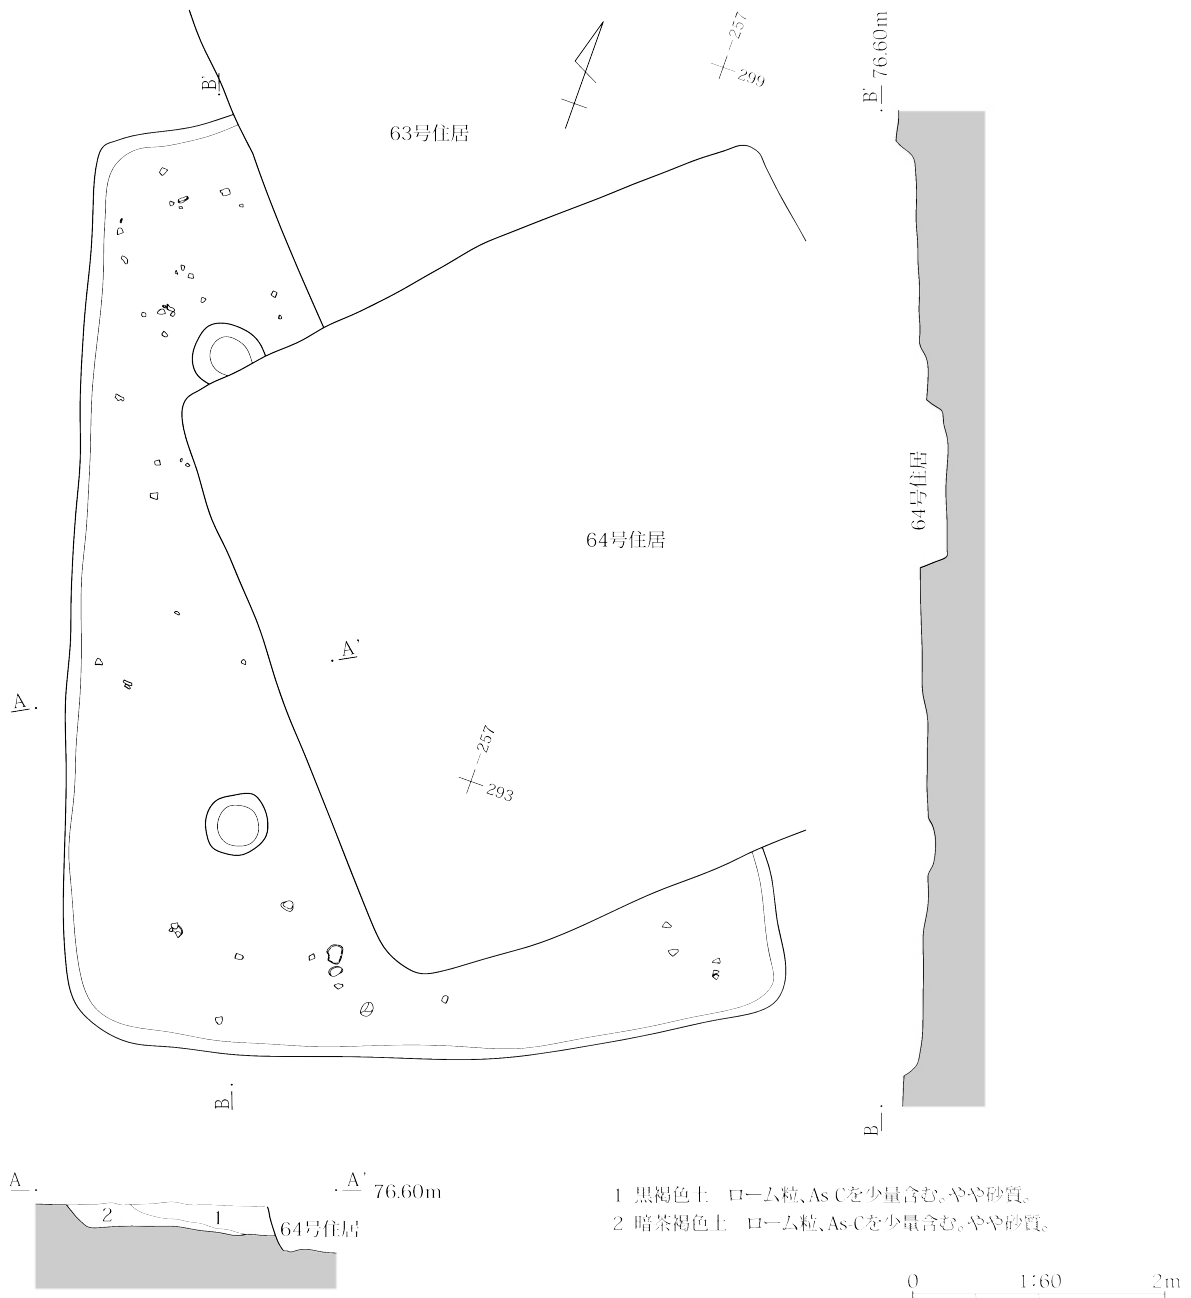 B'
-257
299
63号住居
B' 76.60m
64号住居
64号住居
A'
A
-257
293
B
B
A
A' 76.60m
2
1
64号住居
1 黒褐色土 ローム粒、As-Cを少量含む。やや砂質。
2 暗茶褐色土 ローム粒、As-Cを少量含む。やや砂質。
0 1:60 2m